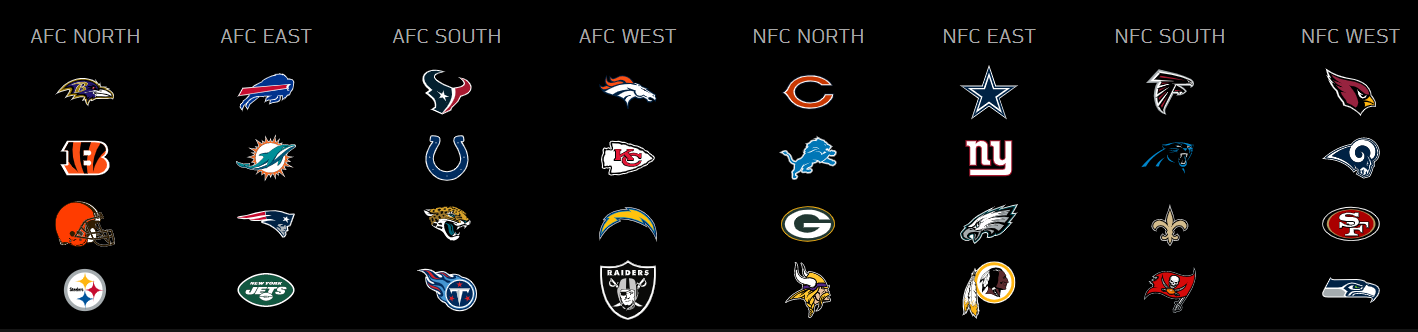 AFC NORTH AFC EAST AFC SOUTH AFC WEST NFC NORTH NFC EAST NFC SOUTH NFC WEST
B
C
B
KC
ny
G
SF
Steelers NEW YORK JETS T RAIDERS